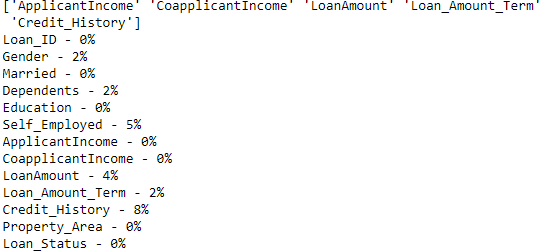 ['ApplicantIncome' 'CoapplicantIncome' 'LoanAmount' 'Loan_Amount_Term'
 'Credit_History']
Loan_ID - 0%
Gender - 2%
Married - 0%
Dependents - 2%
Education - 0%
Self_Employed - 5%
ApplicantIncome - 0%
CoapplicantIncome - 0%
LoanAmount - 4%
Loan_Amount_Term - 2%
Credit_History - 8%
Property_Area - 0%
Loan_Status - 0%